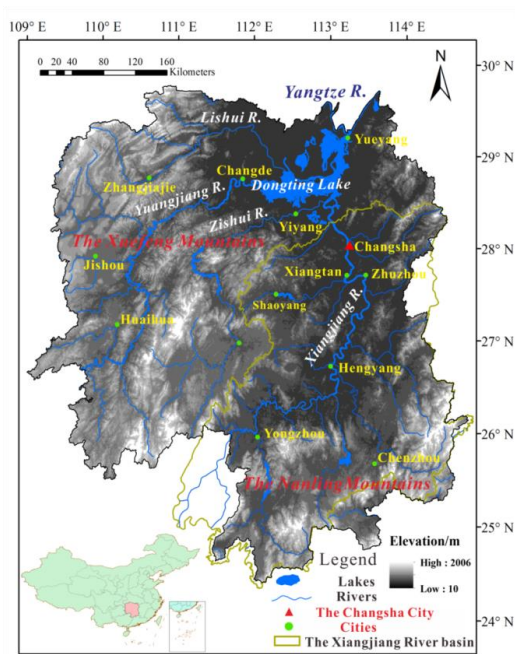 109° E 110° E 111° E 112° E 113° E 114° E
0 20 40 80 120 160
Kilometers
N
30° N
Yangtze R.
Lishui R.
Yueyang
29° N
Changde
Zhangjiajie
Dongting Lake
Yuanjiang R.
Zishui R.
Yiyang
The Xuefeng Mountains
Changsha
28° N
Jishou
Xiangtan
Zhuzhou
Shaoyang
Xiangjiang R.
Huaihua
27° N
Hengyang
Yongzhou
26° N
Chenzhou
The Nanling Mountains
25° N
Elevation/m
Legend
High : 2006
Lakes
Rivers
Low : 10
The Changsha City
Cities
24° N
The Xiangjiang River basin